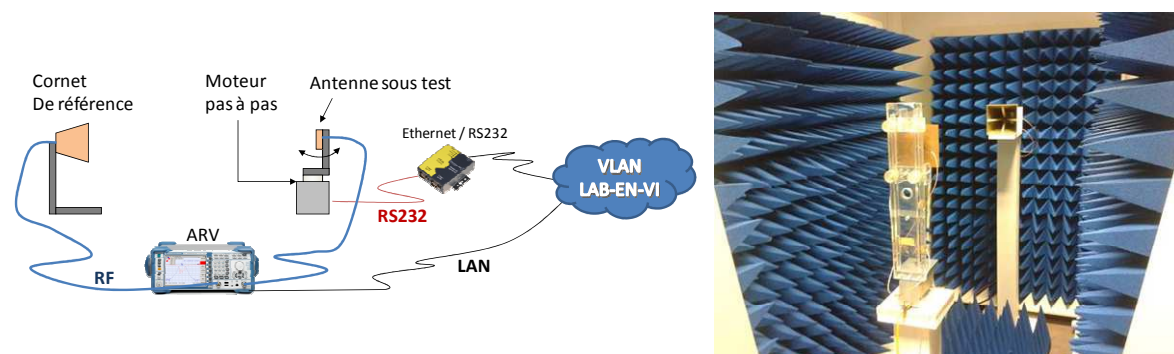 Cornet
De référence
Moteur
pas à pas
Antenne sous test
Ethernet / RS232
VLAN
LAB-EN-VI
RS232
ARV
RF
LAN